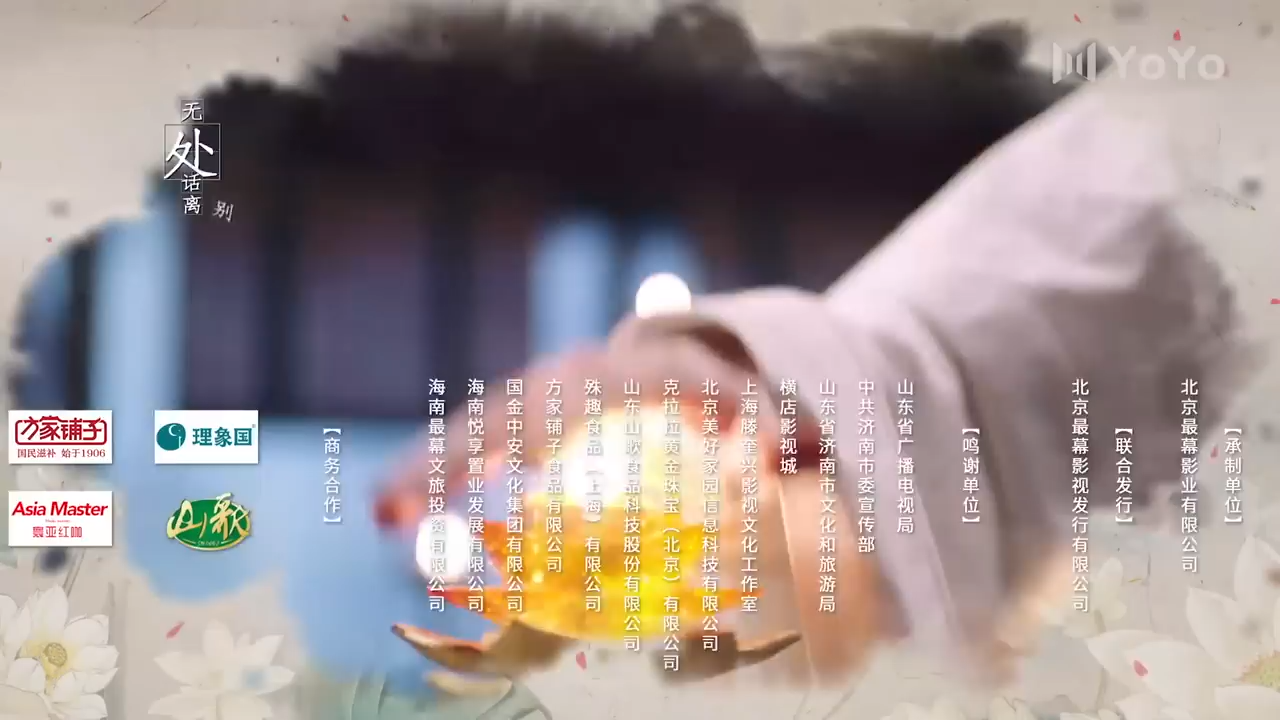 YoYo
无
处
话
离
别
【承制单位】
北京最幕影业有限公司
【联合发行】
北京最幕影视发行有限公司
【鸣谢单位】
山东省广播电视局
中共济南市委宣传部
山东省济南市文化和旅游局
横店影视城
上海滕奎兴影视文化工作室
北京美好家园信息科技有限公司
克拉拉黄金珠宝（北京）有限公司
山东山歌食品科技股份有限公司
殊趣食品（上海）有限公司
方家铺子食品有限公司
国金中安文化集团有限公司
海南悦享置业发展有限公司
海南最幕文旅投资有限公司
【商务合作】
理象国
方家铺子
国民滋补 始于1906
山歌
Asia Master
寰亚红咖